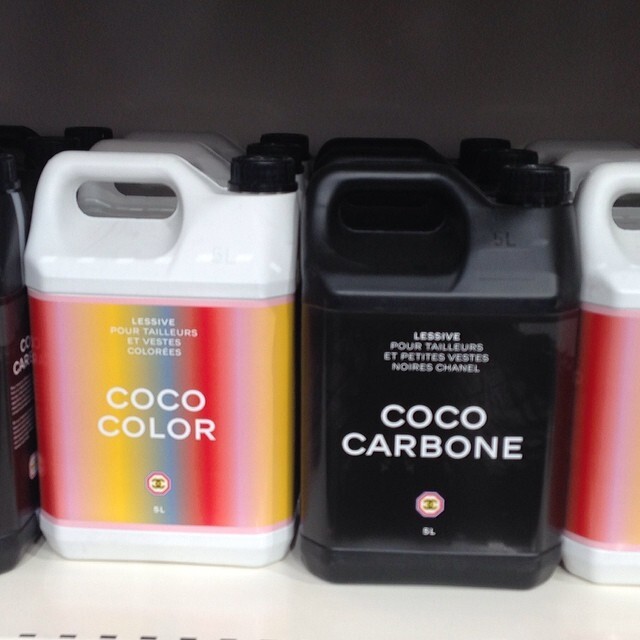 5L
LESSIVE
POUR TAILLEURS
ET VESTES
COLORÉES
COCO
COLOR
5L
5L
LESSIVE
POUR TAILLEURS
ET PETITES VESTES
NOIRES CHANEL
COCO
CARBONE
5L